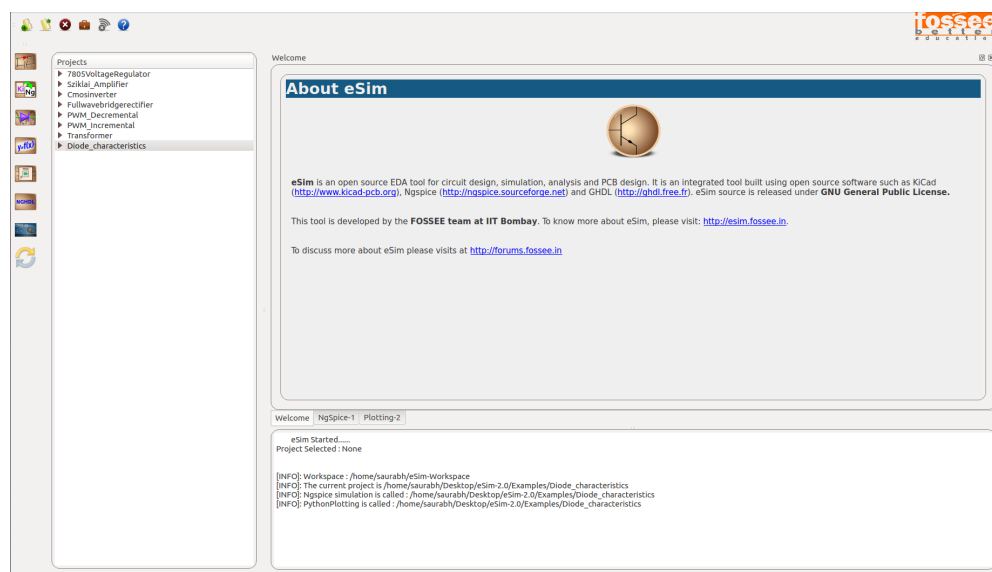 fossee
better
education
Projects
7805VoltageRegulator
Sziklai_Amplifier
Cmosinverter
Fullwavebridgerectifier
PWM_Decremental
PWM_Incremental
Transformer
Diode_characteristics
Ki
Ng
y=f(x)
NGHDL
Welcome
About eSim
eSim is an open source EDA tool for circuit design, simulation, analysis and PCB design. It is an integrated tool built using open source software such as KiCad
(http://www.kicad-pcb.org), Ngspice (http://ngspice.sourceforge.net) and GHDL (http://ghdl.free.fr). eSim source is released under GNU General Public License.
This tool is developed by the FOSSEE team at IIT Bombay. To know more about eSim, please visit: http://esim.fossee.in.
To discuss more about eSim please visits at http://forums.fossee.in
Welcome NgSpice-1 Plotting-2
eSim Started......
Project Selected : None
[INFO]: Workspace : /home/saurabh/eSim-Workspace
[INFO]: The current project is /home/saurabh/Desktop/eSim-2.0/Examples/Diode_characteristics
[INFO]: Ngspice simulation is called : /home/saurabh/Desktop/eSim-2.0/Examples/Diode_characteristics
[INFO]: PythonPlotting is called : /home/saurabh/Desktop/eSim-2.0/Examples/Diode_characteristics